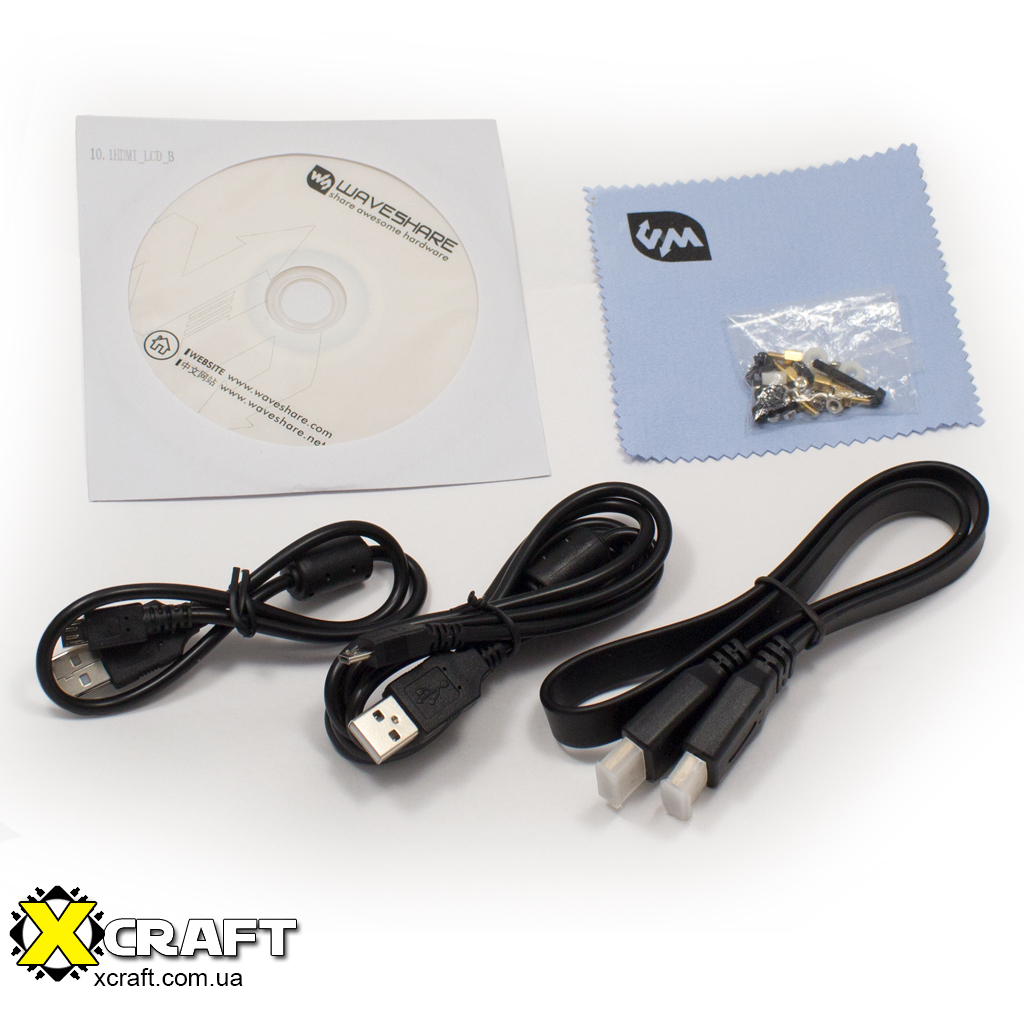 10.1HDMI_LCD_B
WAVESHARE
share awesome hardware
WEBSITE www.waveshare.com
中文网站 www.waveshare.net
XCRAFT
xcraft.com.ua